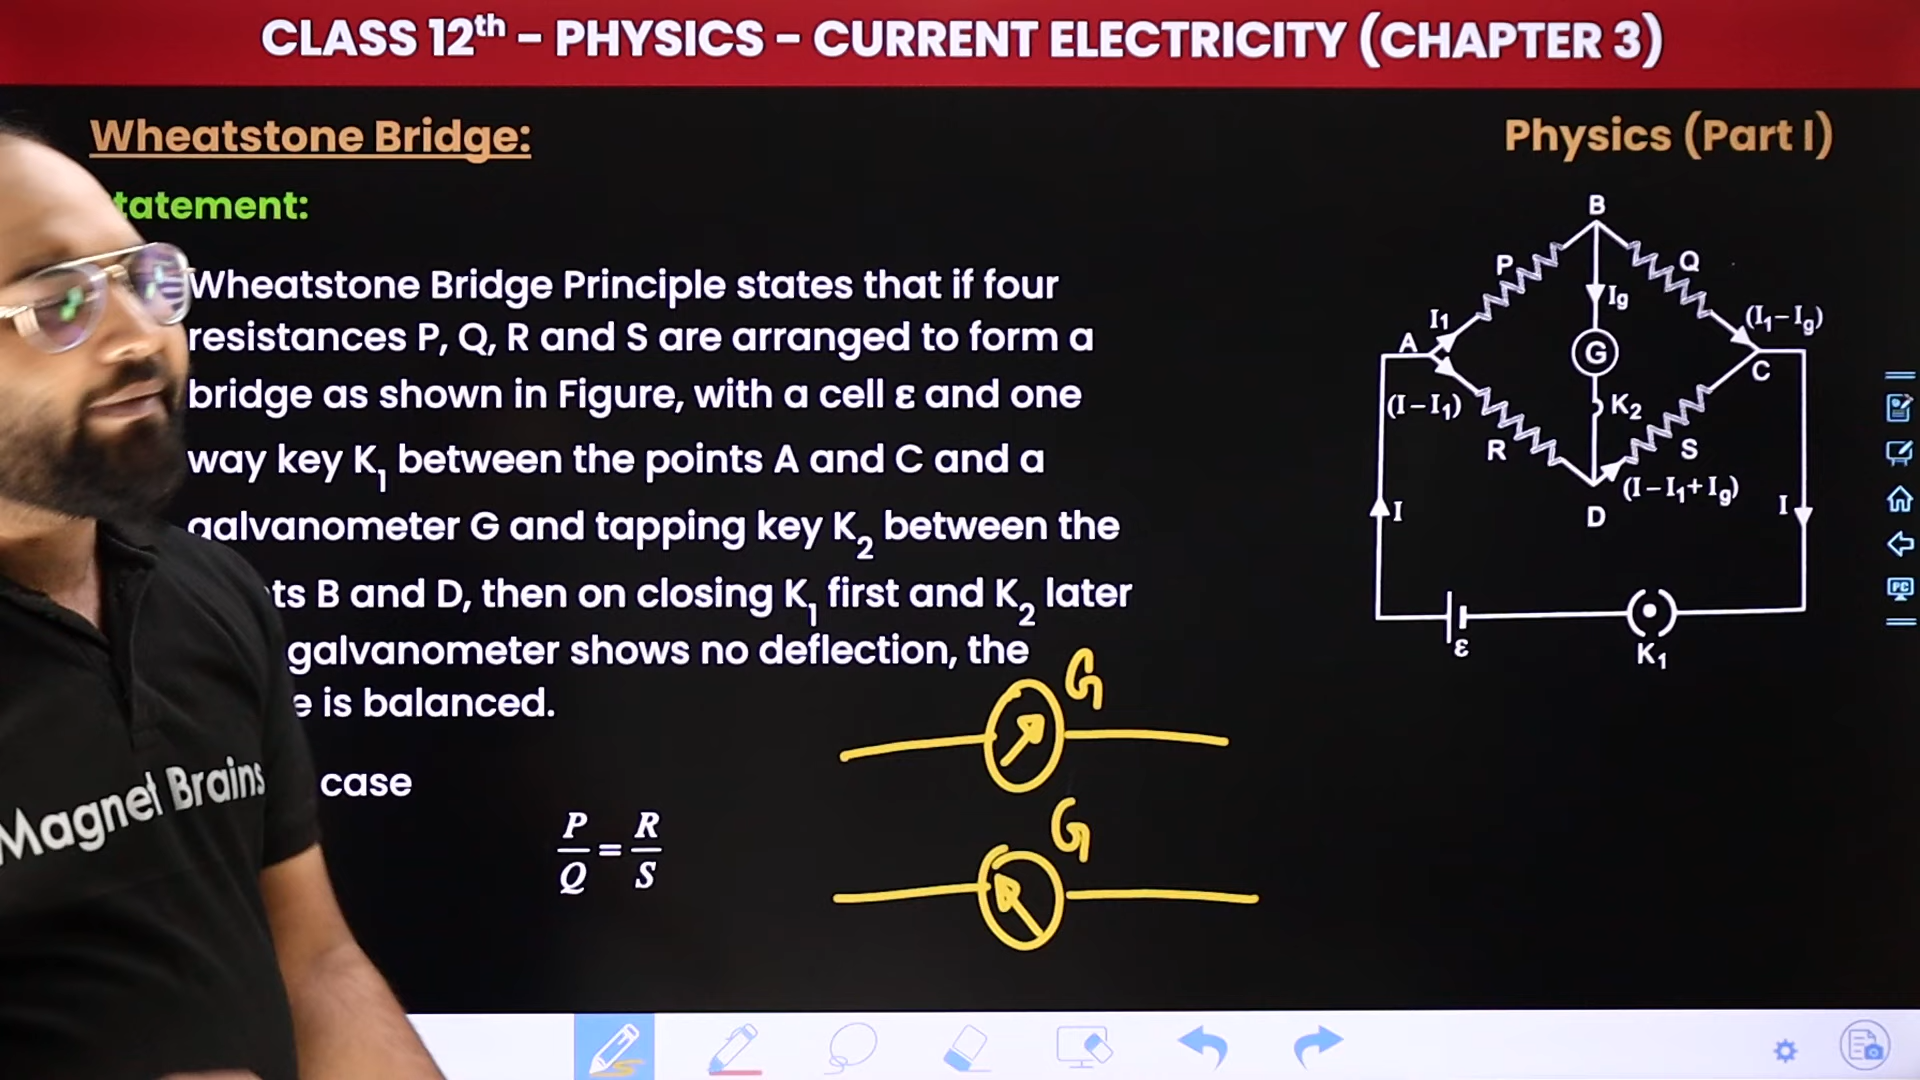 CLASS 12th - PHYSICS - CURRENT ELECTRICITY (CHAPTER 3)
Wheatstone Bridge:
Physics (Part I)
tatement:
Wheatstone Bridge Principle states that if four
resistances P, Q, R and S are arranged to form a
bridge as shown in Figure, with a cell ε and one
way key K₁ between the points A and C and a
galvanometer G and tapping key K₂ between the
ts B and D, then on closing K₁ first and K₂ later
galvanometer shows no deflection, the
e is balanced.
case
P/Q = R/S
B
P
Q
Ig
I₁
(I₁-Ig)
A
G
C
(I-I₁)
K₂
R
S
(I-I₁+Ig)
D
I
I
ε
K₁
G
G
Magnet Brains
PC